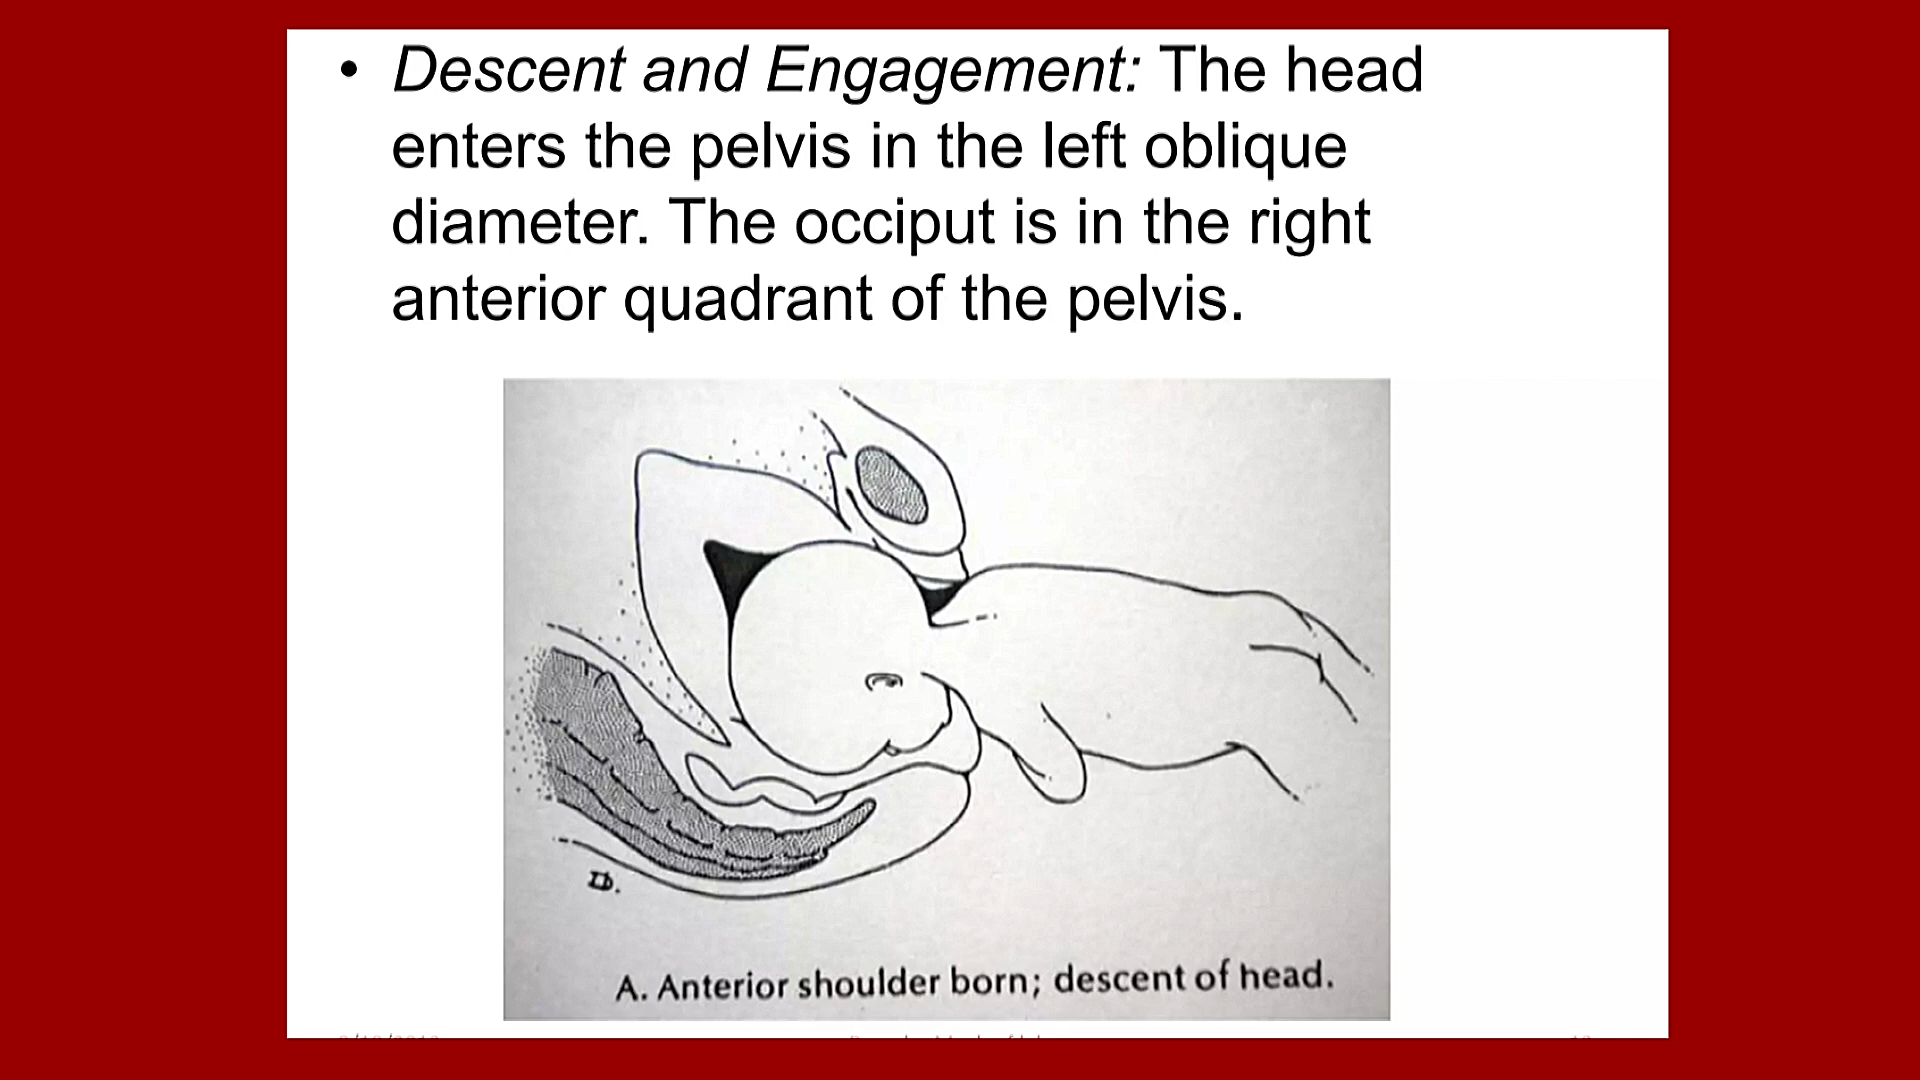 • Descent and Engagement: The head
enters the pelvis in the left oblique
diameter. The occiput is in the right
anterior quadrant of the pelvis.
A. Anterior shoulder born; descent of head.